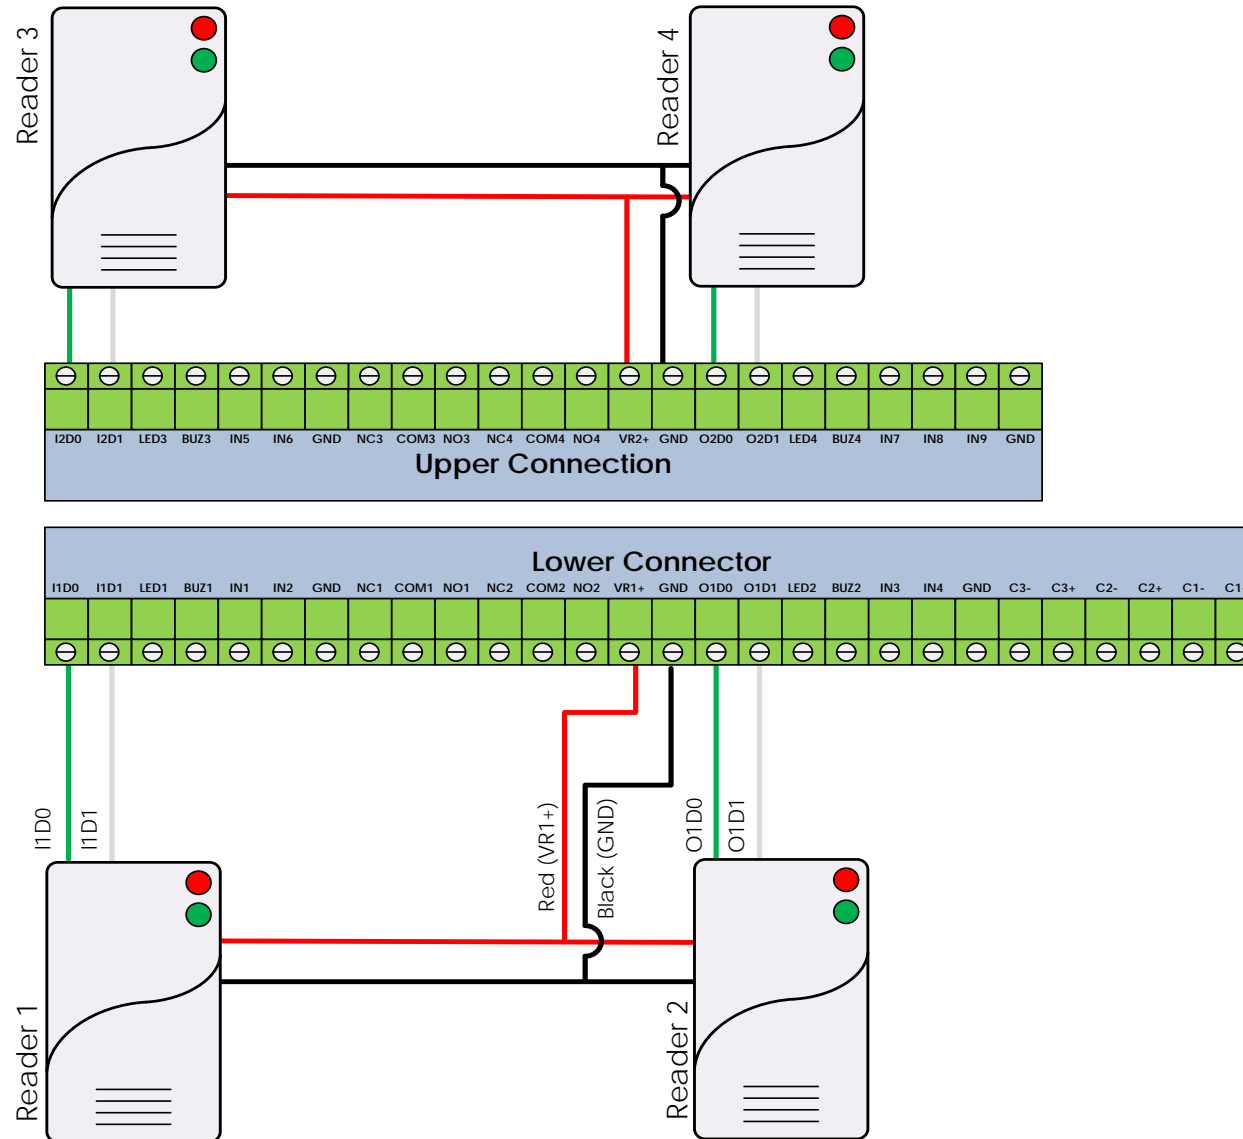 Reader 3
Reader 4
I2D0 I2D1 LED3 BUZ3 IN5 IN6 GND NC3 COM3 NO3 NC4 COM4 NO4 VR2+ GND O2D0 O2D1 LED4 BUZ4 IN7 IN8 IN9 GND
Upper Connection
Lower Connector
I1D0 I1D1 LED1 BUZ1 IN1 IN2 GND NC1 COM1 NO1 NC2 COM2 NO2 VR1+ GND O1D0 O1D1 LED2 BUZ2 IN3 IN4 GND C3- C3+ C2- C2+ C1- C1
I1D0
I1D1
Red (VR1+)
Black (GND)
O1D0
O1D1
Reader 1
Reader 2